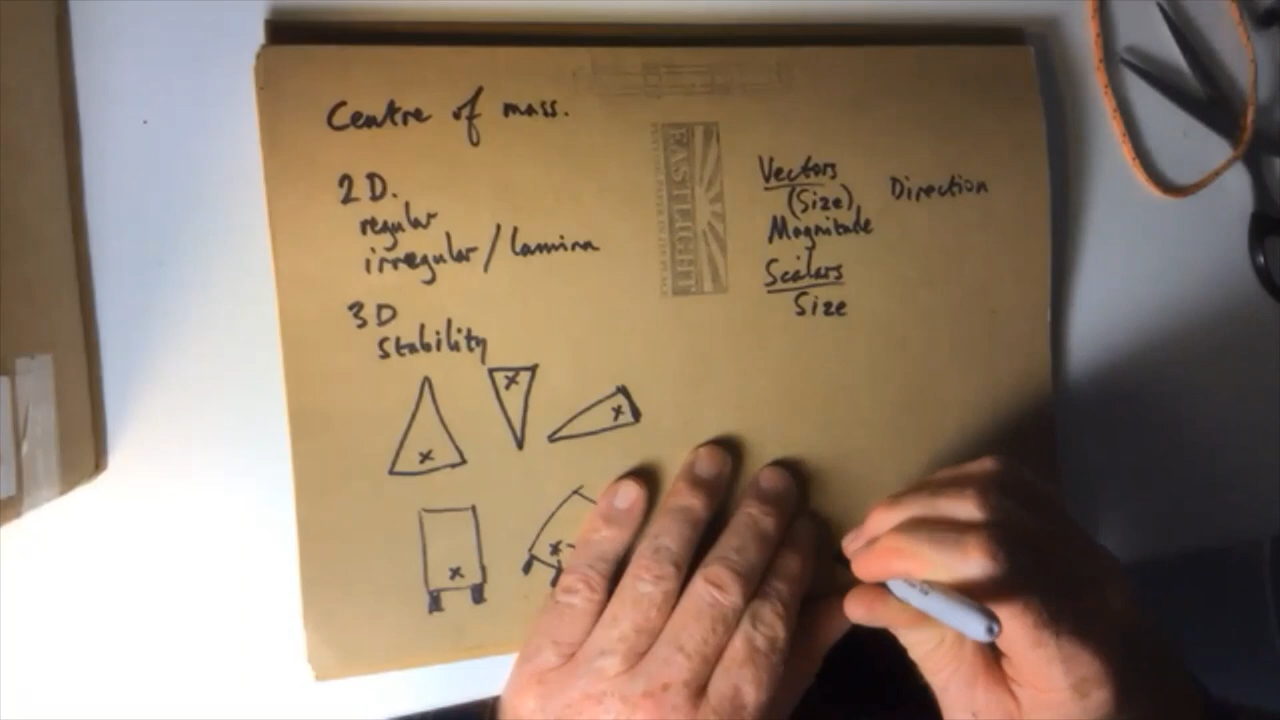 Centre of mass.
2D.
regular
irregular / lamina
3D
stability
Vectors
(Size)
Magnitude
Direction
Scalars
Size
EASTLIGHT